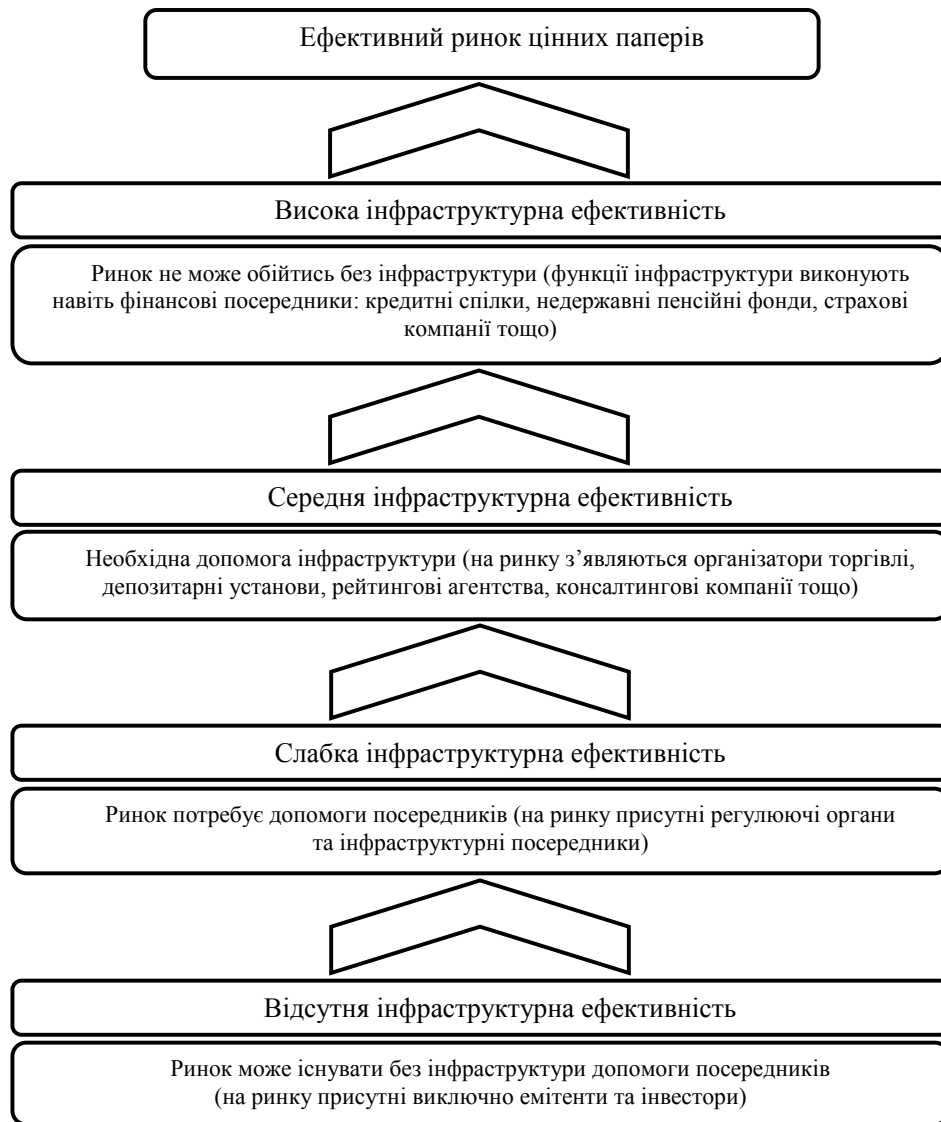 Ефективний ринок цінних паперів
Висока інфраструктурна ефективність
Ринок не може обійтись без інфраструктури (функції інфраструктури виконують
навіть фінансові посередники: кредитні спілки, недержавні пенсійні фонди, страхові
компанії тощо)
Середня інфраструктурна ефективність
Необхідна допомога інфраструктури (на ринку з’являються організатори торгівлі,
депозитарні установи, рейтингові агентства, консалтингові компанії тощо)
Слабка інфраструктурна ефективність
Ринок потребує допомоги посередників (на ринку присутні регулюючі органи
та інфраструктурні посередники)
Відсутня інфраструктурна ефективність
Ринок може існувати без інфраструктури допомоги посередників
(на ринку присутні виключно емітенти та інвестори)